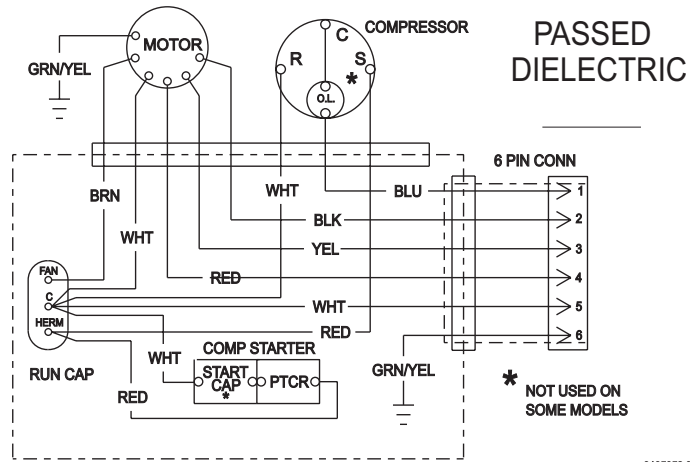 PASSED
DIELECTRIC
MOTOR
GRN/YEL
COMPRESSOR
C
R
S
*
O.L.
6 PIN CONN
BRN
WHT
WHT
BLU
1
BLK
2
YEL
3
RED
4
WHT
5
RED
6
FAN
C
HERM
RUN CAP
WHT
RED
COMP STARTER
START
CAP
*
PTCR
GRN/YEL
* NOT USED ON
SOME MODELS